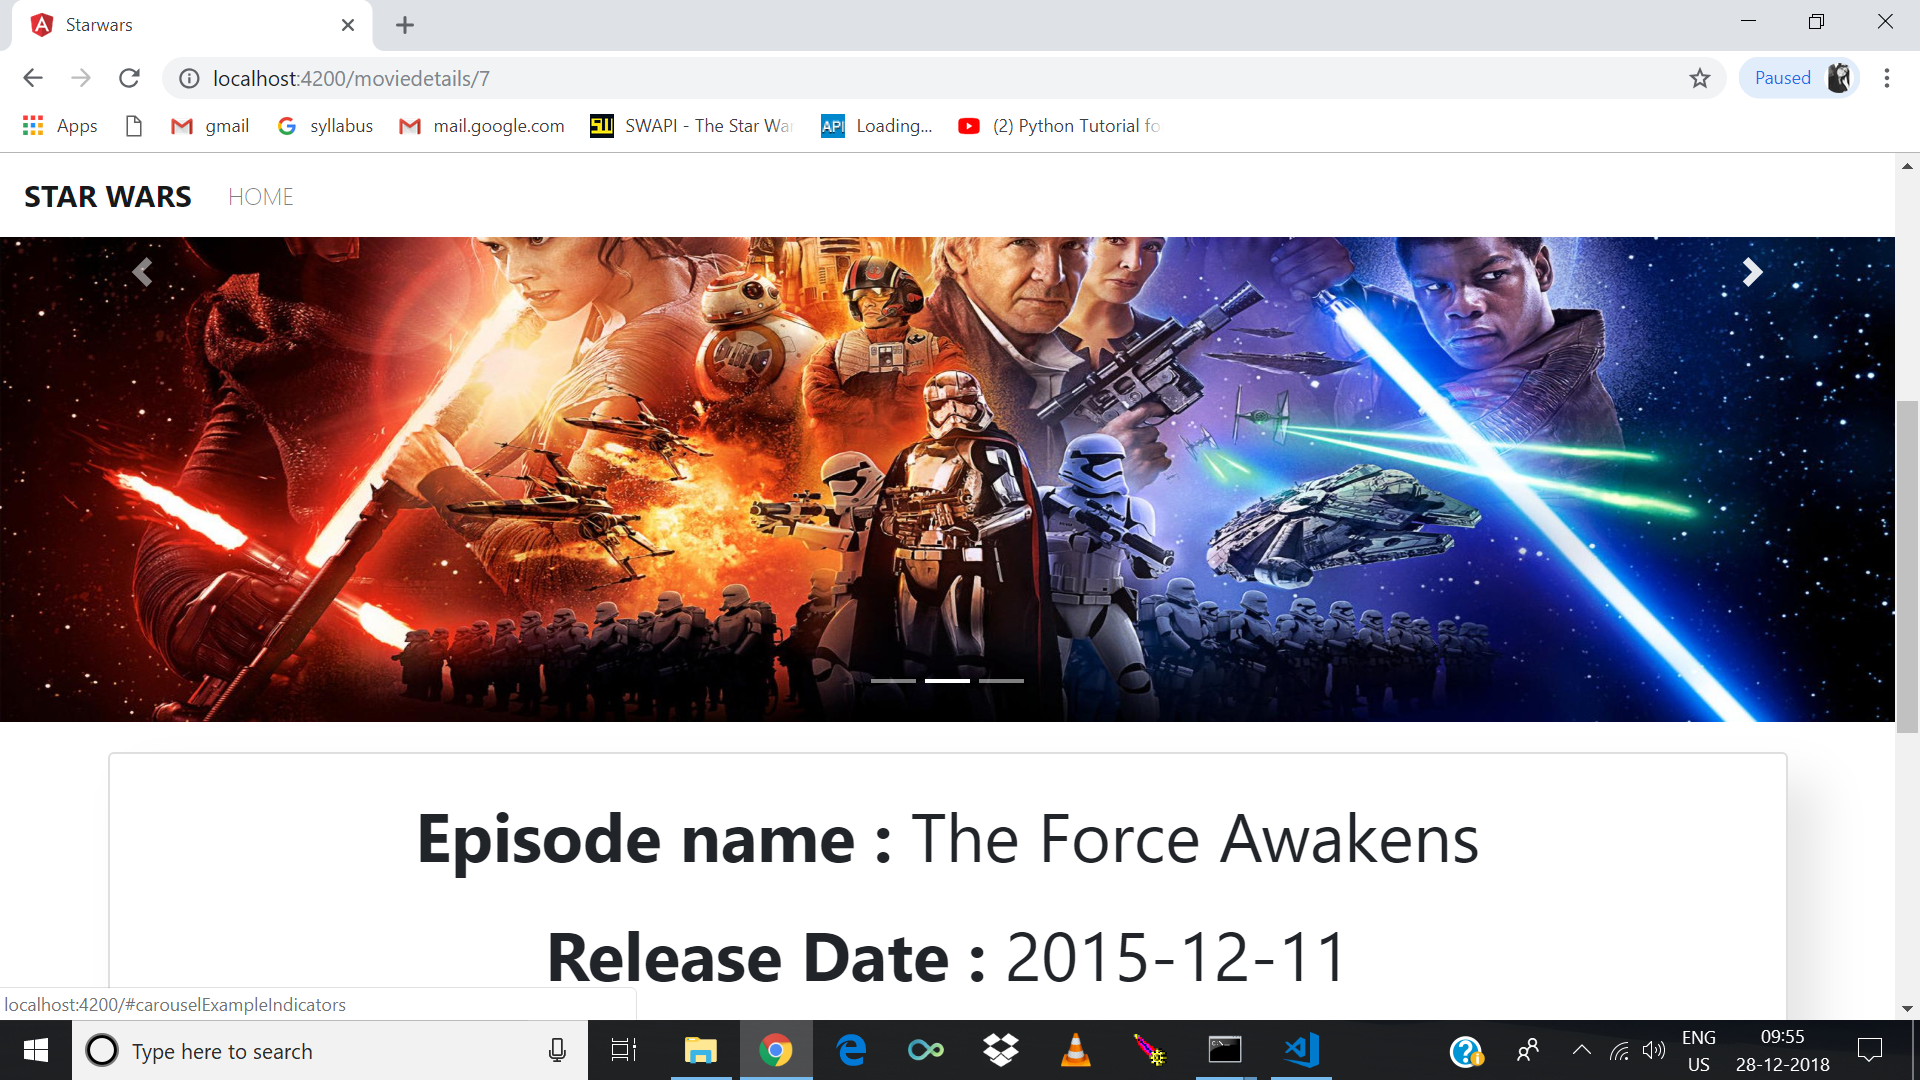 Starwars
localhost:4200/moviedetails/7
Paused
Apps
gmail
syllabus
mail.google.com
SWAPI - The Star War
API
Loading...
(2) Python Tutorial fo
STAR WARS
HOME
Episode name : The Force Awakens
Release Date : 2015-12-11
localhost:4200/#carouselExampleIndicators
Type here to search
ENG
US
09:55
28-12-2018